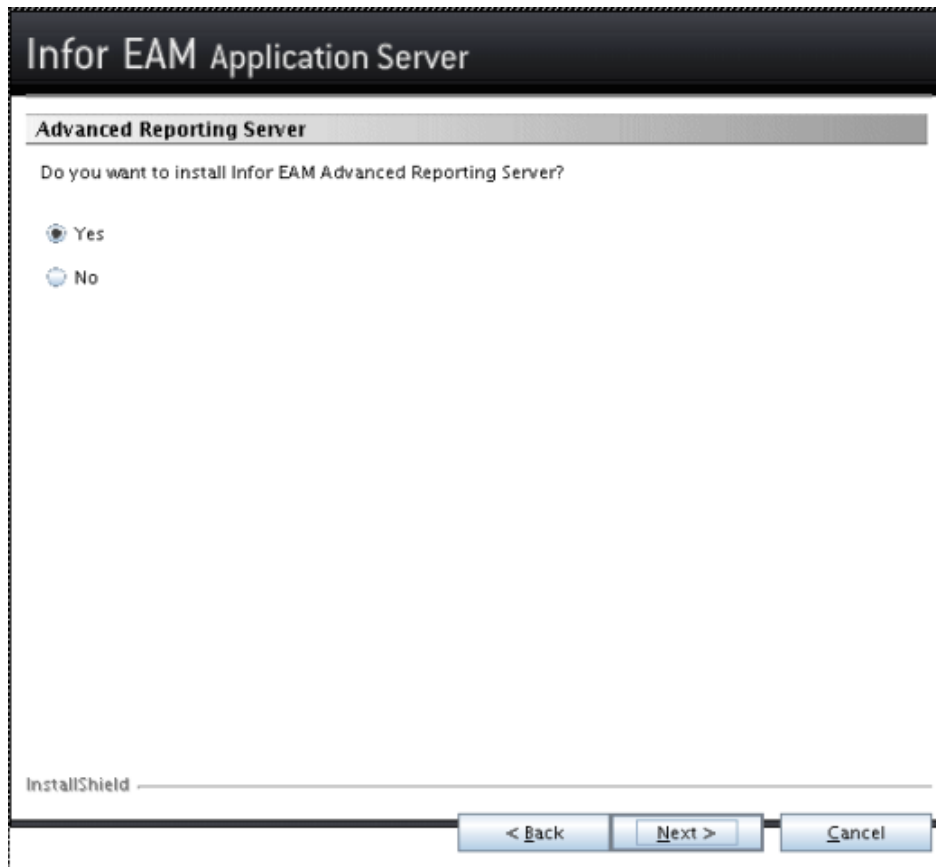 Infor EAM Application Server
Advanced Reporting Server
Do you want to install Infor EAM Advanced Reporting Server?
Yes
No
InstallShield
< Back
Next >
Cancel